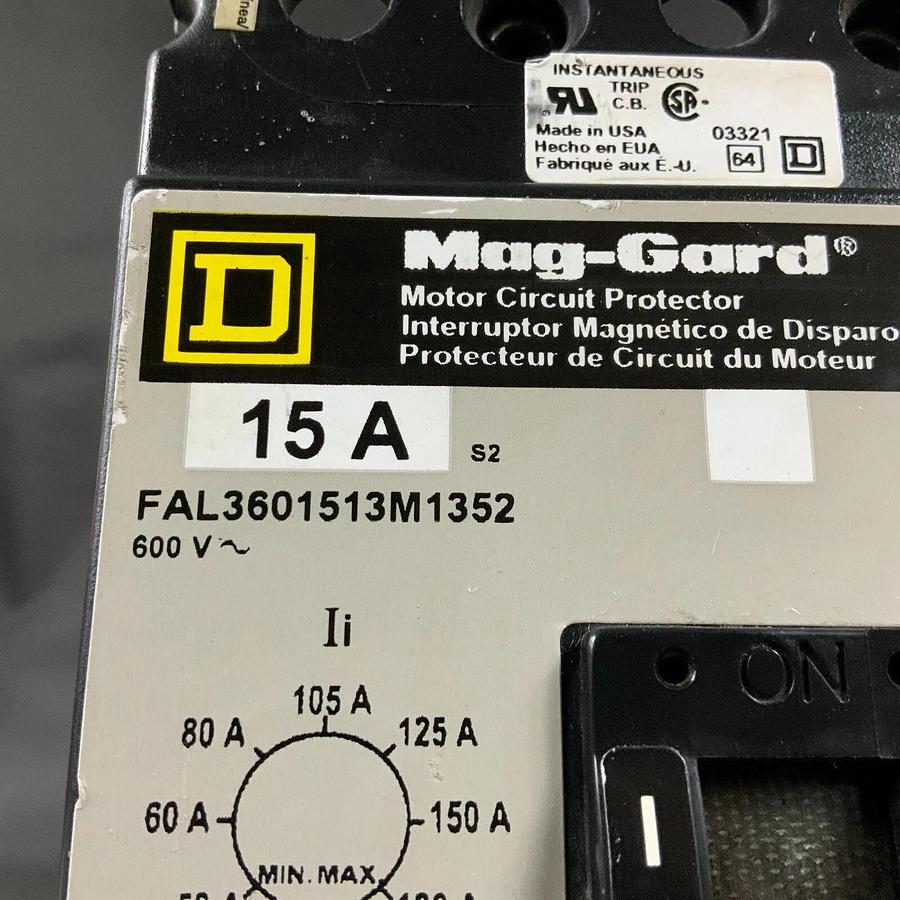 nea/
INSTANTANEOUS
TRIP
C.B.
Made in USA 03321
Hecho en EUA 64
Fabriqué aux É.-U.
D
Mag-Gard®
Motor Circuit Protector
Interruptor Magnético de Disparo
Protecteur de Circuit du Moteur
15 A S2
FAL3601513M1352
600 V~
Ii
105 A
80 A 125 A
60 A 150 A
MIN. MAX.
ON
I